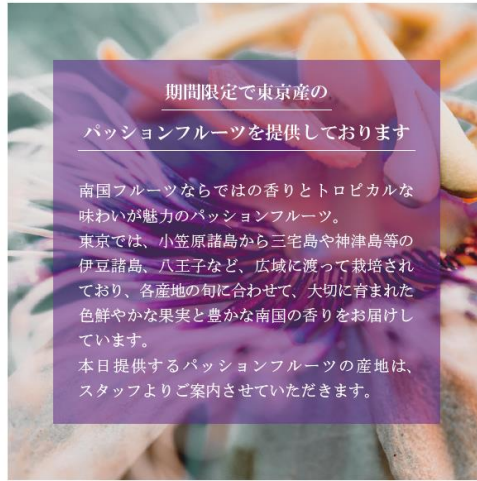 期間限定で東京産の
パッションフルーツを提供しております
南国フルーツならではの香りとトロピカルな
味わいが魅力のパッションフルーツ。
東京では、小笠原諸島から三宅島や神津島等の
伊豆諸島、八王子など、広域に渡って栽培され
ており、各産地の旬に合わせて、大切に育まれた
色鮮やかな果実と豊かな南国の香りをお届けし
ています。
本日提供するパッションフルーツの産地は、
スタッフよりご案内させていただきます。